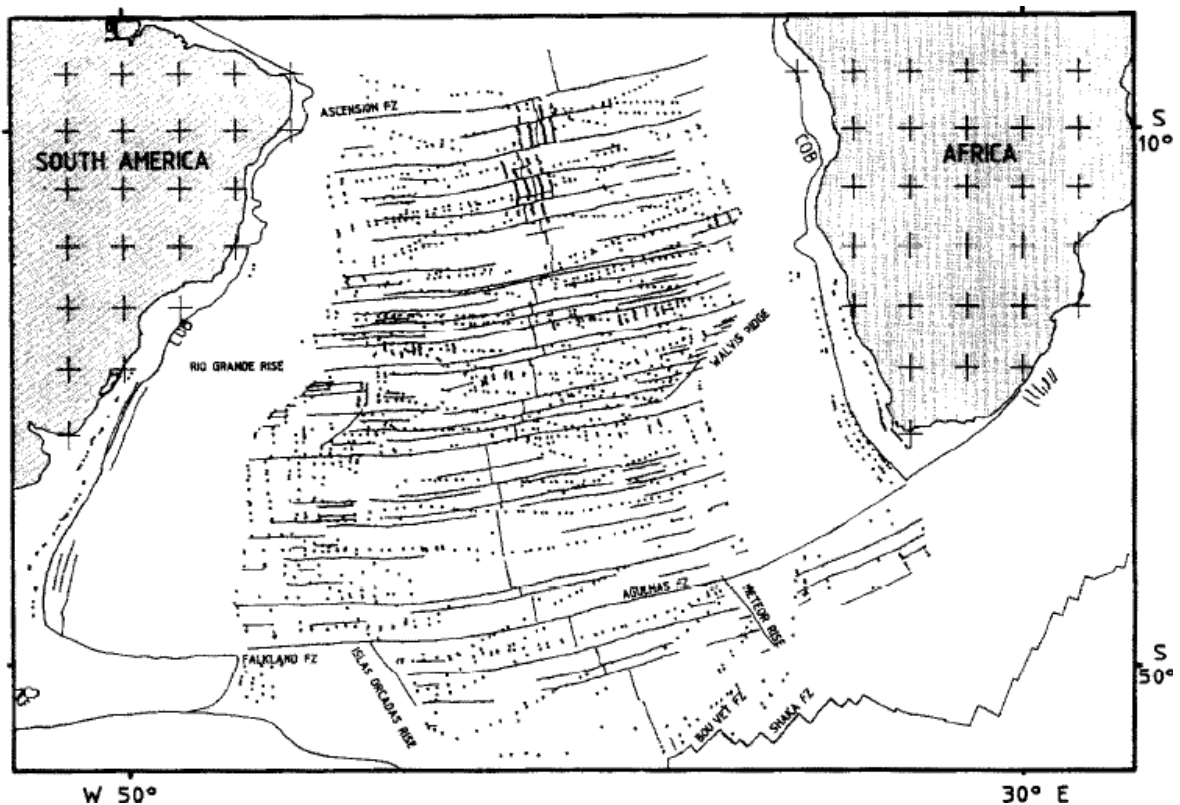 ASCENSION FZ
S
10°
COB
SOUTH AMERICA
AFRICA
COB
RIO GRANDE RISE
WALVIS RIDGE
AGULHAS FZ
METEOR RISE
FALKLAND FZ
ISLAS ORCADAS RISE
S
50°
BOUVET FZ
SHAKA FZ
W 50°
30° E